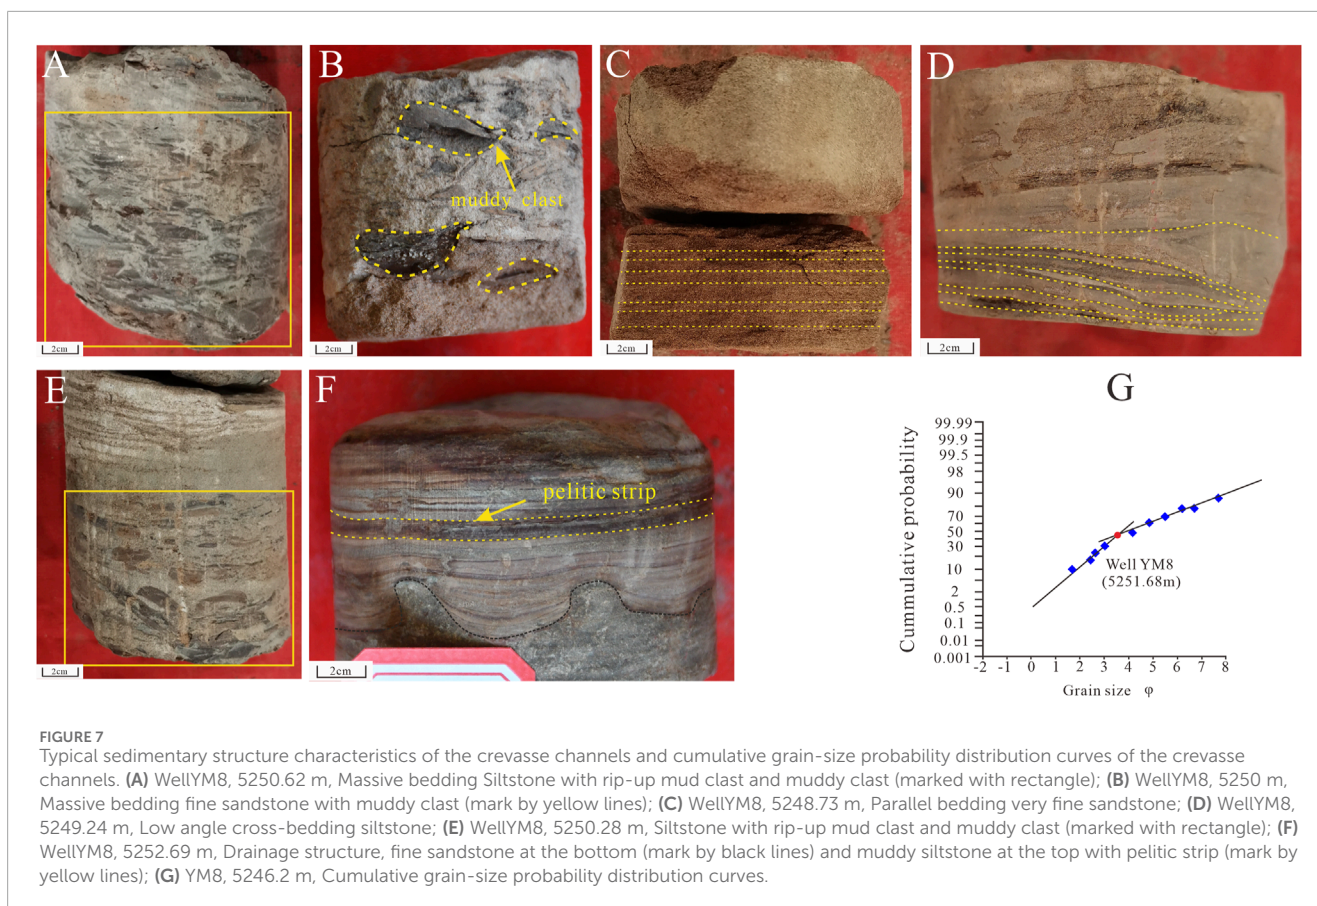 A
B
C
D
muddy clast
2cm
2cm
2cm
2cm
E
F
G
pelitic strip
2cm
2cm
Cumulative probability
99.99
99.9
99.5
98
90
70
50
30
10
2
0.5
0.1
0.01
0.001
Well YM8
(5251.68m)
-2 -1 0 1 2 3 4 5 6 7 8
Grain size φ
FIGURE 7
Typical sedimentary structure characteristics of the crevasse channels and cumulative grain-size probability distribution curves of the crevasse
channels. (A) WellYM8, 5250.62 m, Massive bedding Siltstone with rip-up mud clast and muddy clast (marked with rectangle); (B) WellYM8, 5250 m,
Massive bedding fine sandstone with muddy clast (mark by yellow lines); (C) WellYM8, 5248.73 m, Parallel bedding very fine sandstone; (D) WellYM8,
5249.24 m, Low angle cross-bedding siltstone; (E) WellYM8, 5250.28 m, Siltstone with rip-up mud clast and muddy clast (marked with rectangle); (F)
WellYM8, 5252.69 m, Drainage structure, fine sandstone at the bottom (mark by black lines) and muddy siltstone at the top with pelitic strip (mark by
yellow lines); (G) YM8, 5246.2 m, Cumulative grain-size probability distribution curves.